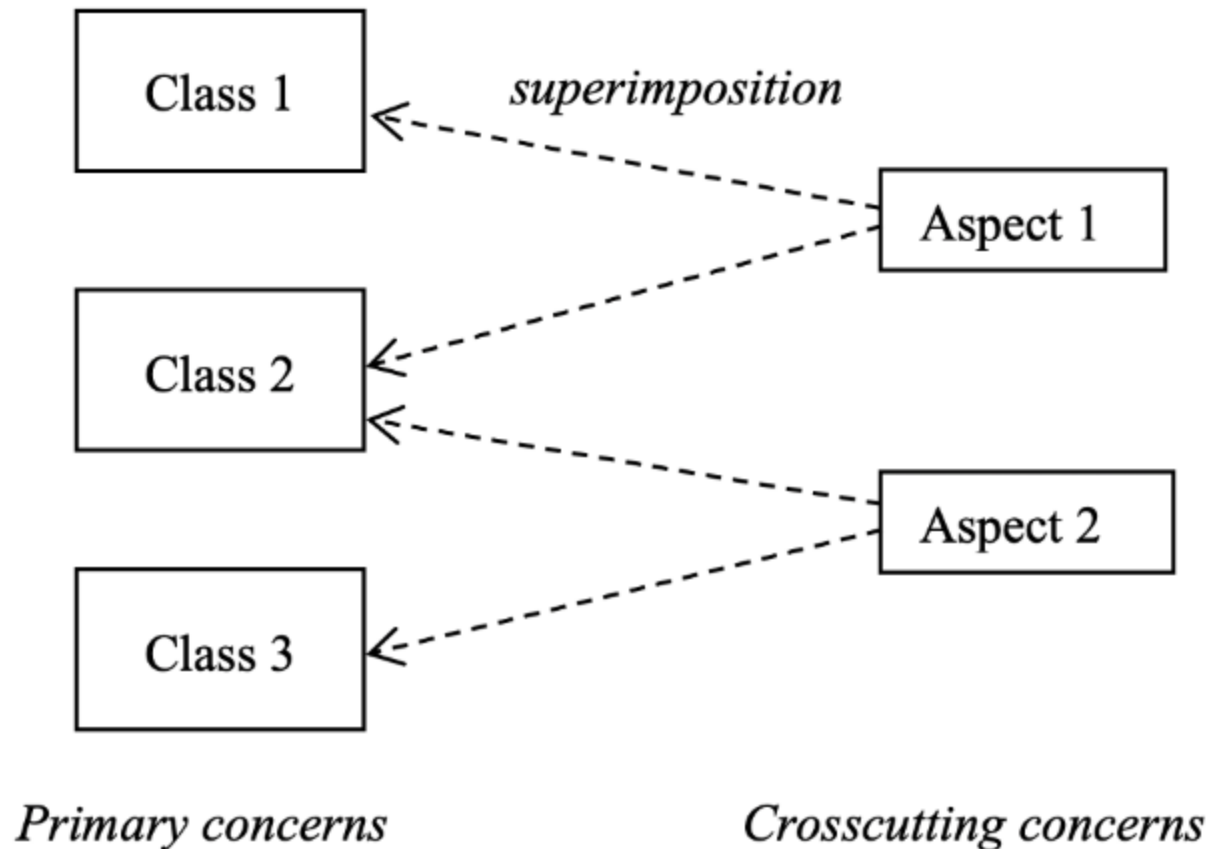 Class 1
superimposition
Aspect 1
Class 2
Aspect 2
Class 3
Primary concerns
Crosscutting concerns